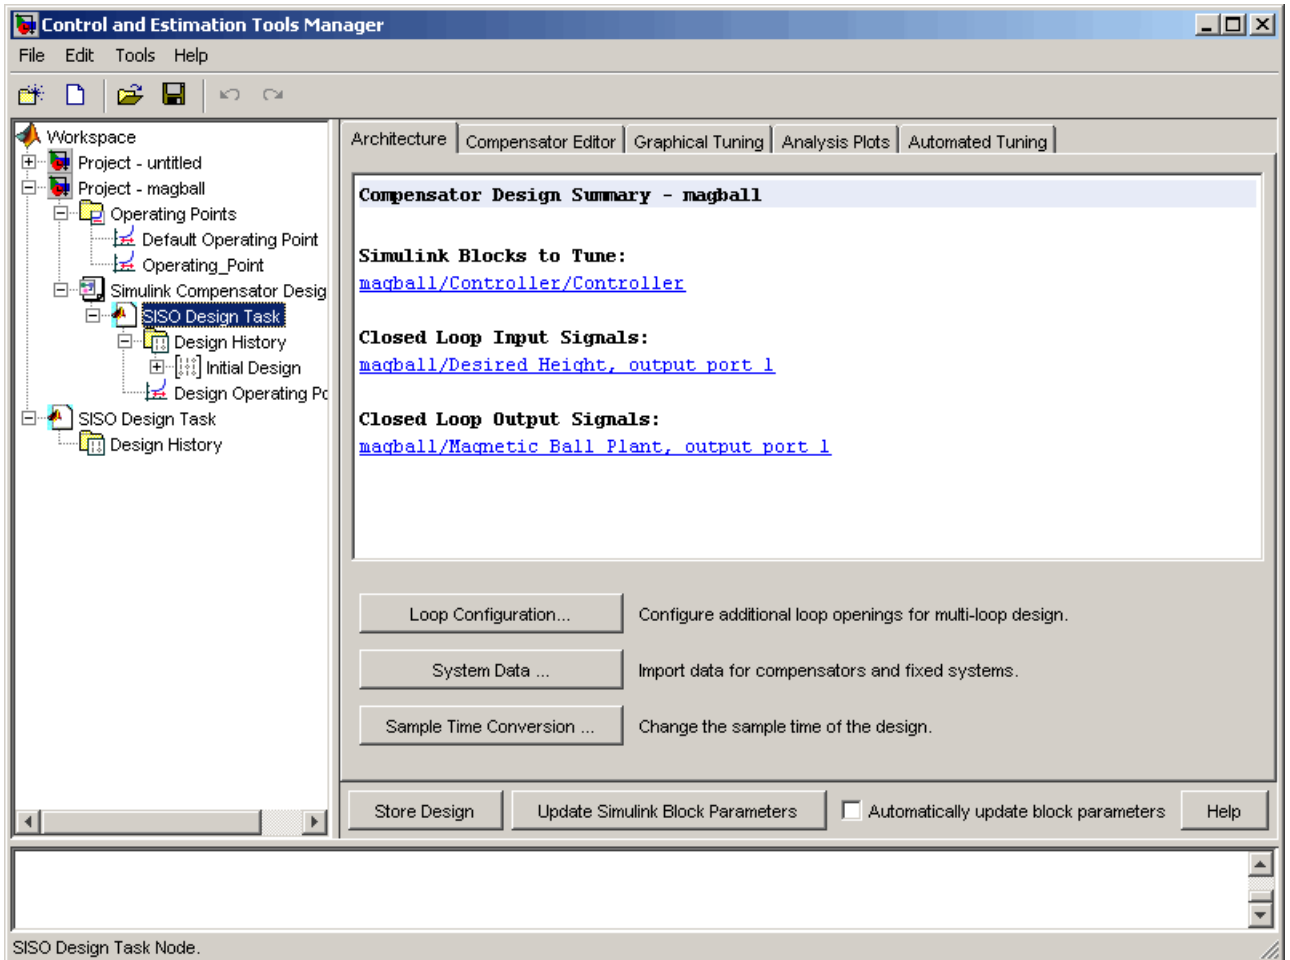 Control and Estimation Tools Manager
File Edit Tools Help
Workspace
Project - untitled
Project - magball
Operating Points
Default Operating Point
Operating_Point
Simulink Compensator Desig
SISO Design Task
Design History
Initial Design
Design Operating Po
SISO Design Task
Design History
Architecture Compensator Editor Graphical Tuning Analysis Plots Automated Tuning
Compensator Design Summary - magball
Simulink Blocks to Tune:
magball/Controller/Controller
Closed Loop Input Signals:
magball/Desired Height, output port 1
Closed Loop Output Signals:
magball/Magnetic Ball Plant, output port 1
Loop Configuration... Configure additional loop openings for multi-loop design.
System Data ... Import data for compensators and fixed systems.
Sample Time Conversion ... Change the sample time of the design.
Store Design Update Simulink Block Parameters Automatically update block parameters Help
SISO Design Task Node.